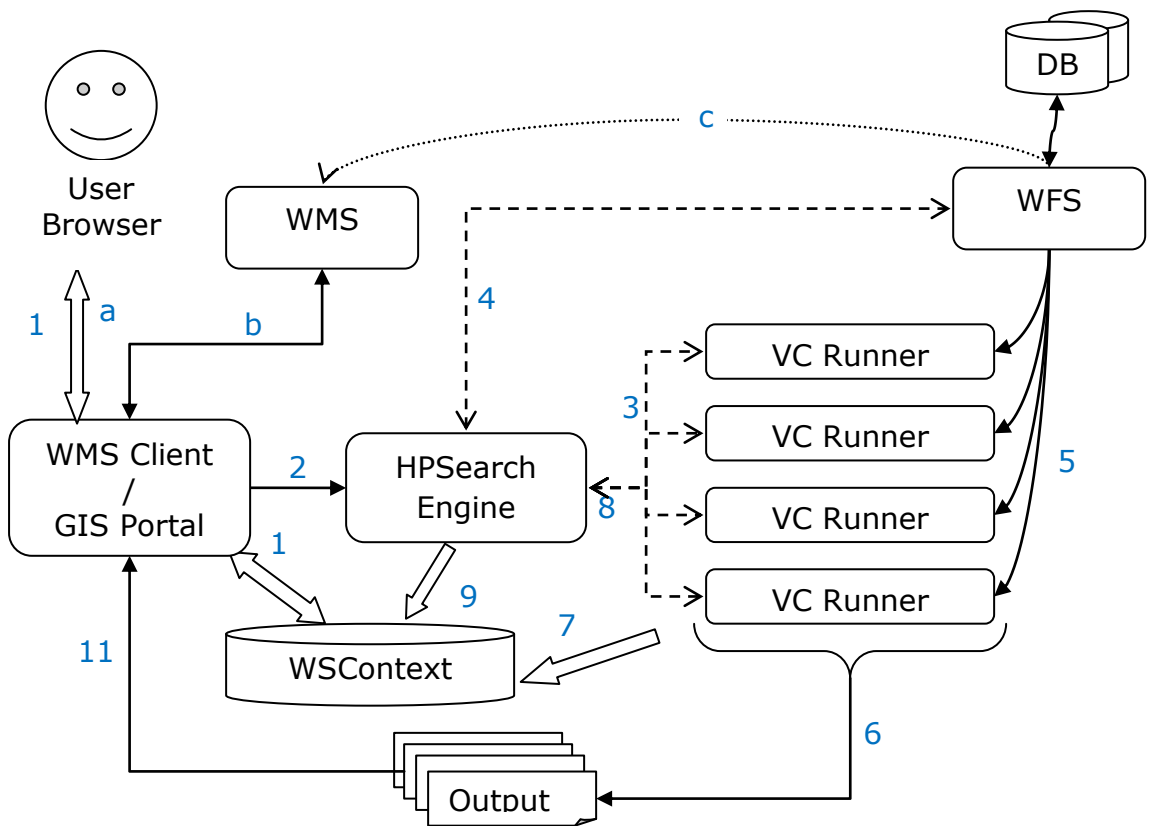 DB
c
User
Browser
WMS
WFS
1
a
b
4
VC Runner
3
VC Runner
WMS Client
/
GIS Portal
2
HPSearch
Engine
8
5
VC Runner
1
9
VC Runner
7
11
WSContext
6
Output